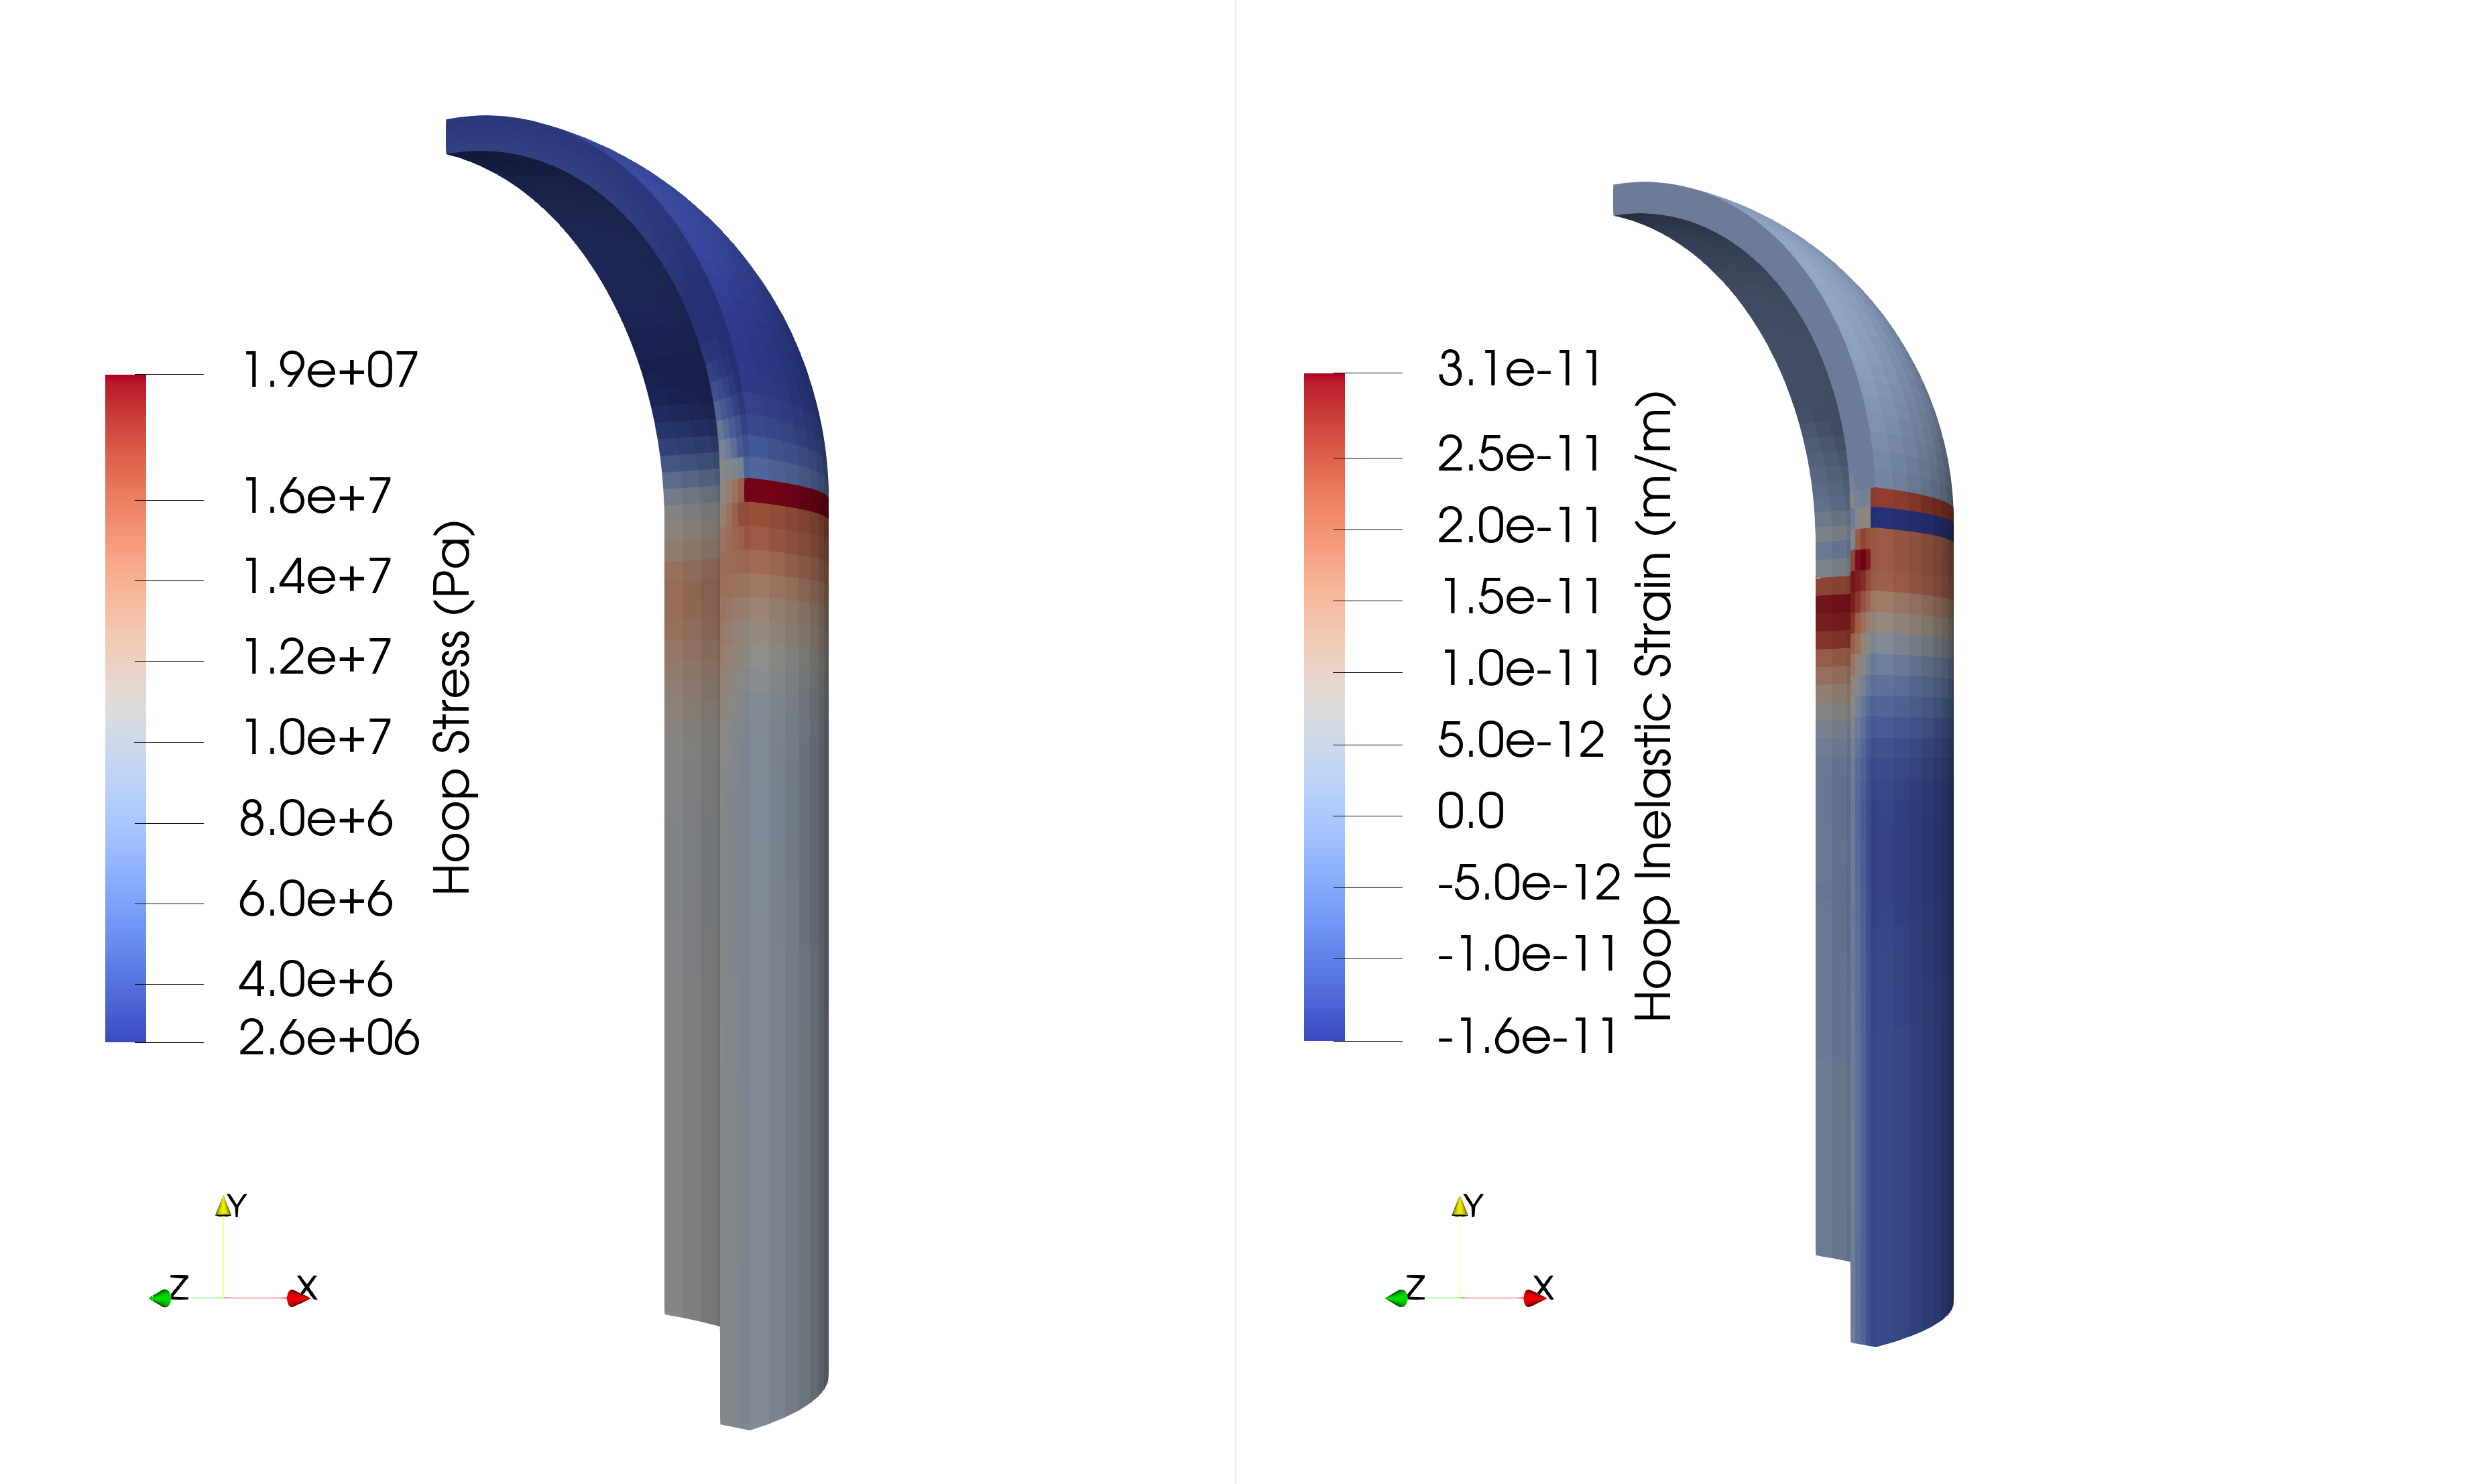 1.9e+07
1.6e+7
1.4e+7
1.2e+7
1.0e+7
8.0e+6
6.0e+6
4.0e+6
2.6e+06
Hoop Stress (Pa)
Y
Z
X
3.1e-11
2.5e-11
2.0e-11
1.5e-11
1.0e-11
5.0e-12
0.0
-5.0e-12
-1.0e-11
-1.6e-11
Hoop Inelastic Strain (m/m)
Y
Z
X